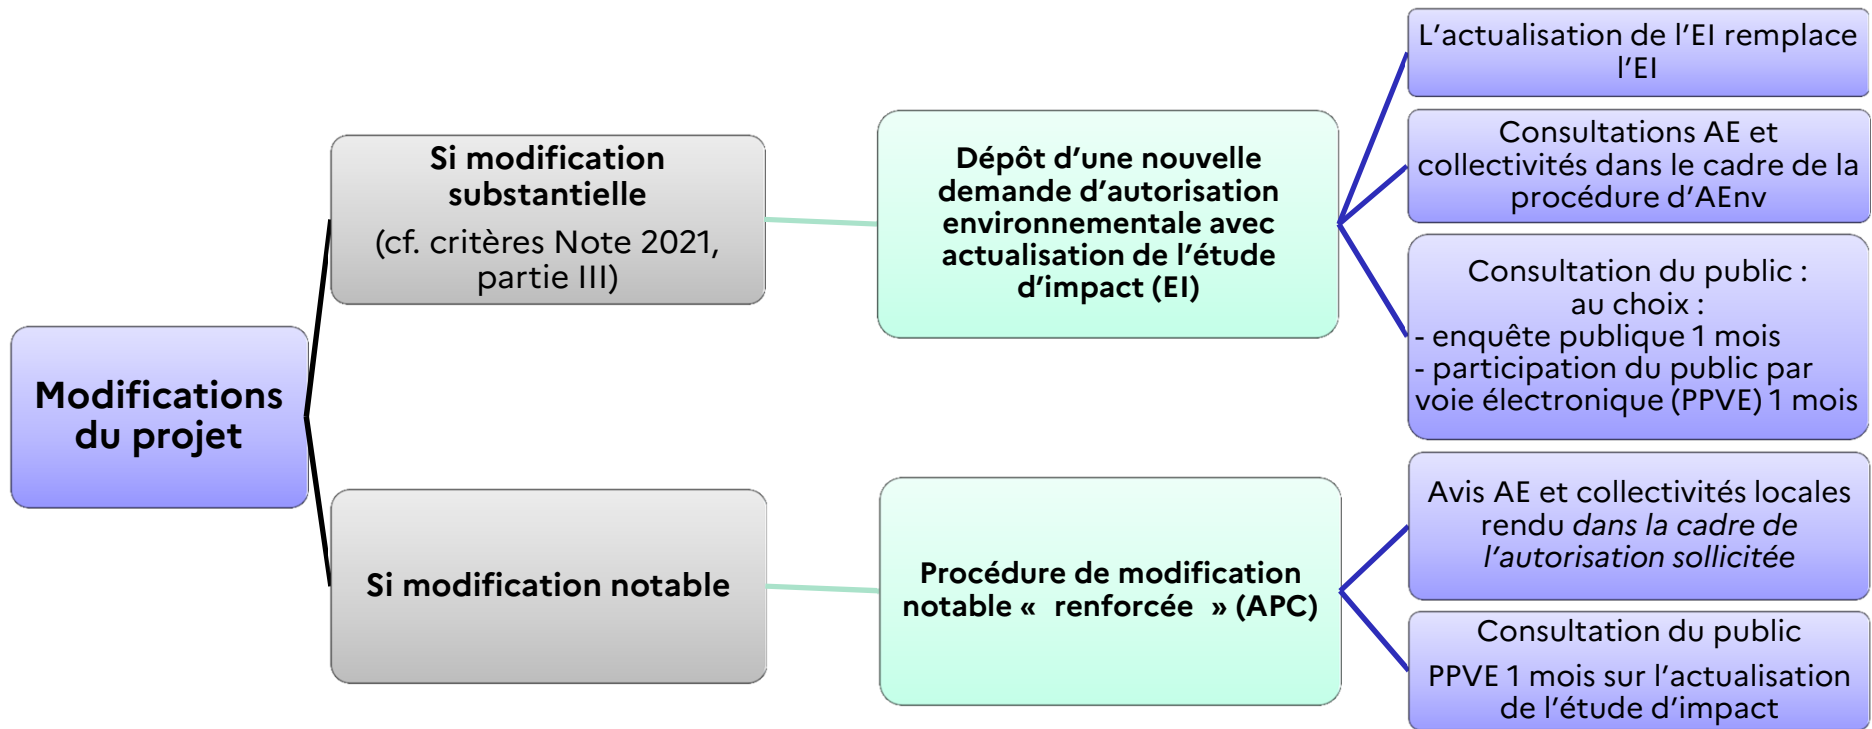 Modifications
du projet
Si modification
substantielle
(cf. critères Note 2021,
partie III)
Dépôt d’une nouvelle
demande d’autorisation
environnementale avec
actualisation de l’étude
d’impact (EI)
L’actualisation de l’EI remplace
l’EI
Consultations AE et
collectivités dans le cadre de la
procédure d’AEnv
Consultation du public :
au choix :
- enquête publique 1 mois
- participation du public par
voie électronique (PPVE) 1 mois
Si modification notable
Procédure de modification
notable « renforcée » (APC)
Avis AE et collectivités locales
rendu dans la cadre de
l’autorisation sollicitée
Consultation du public
PPVE 1 mois sur l’actualisation
de l’étude d’impact